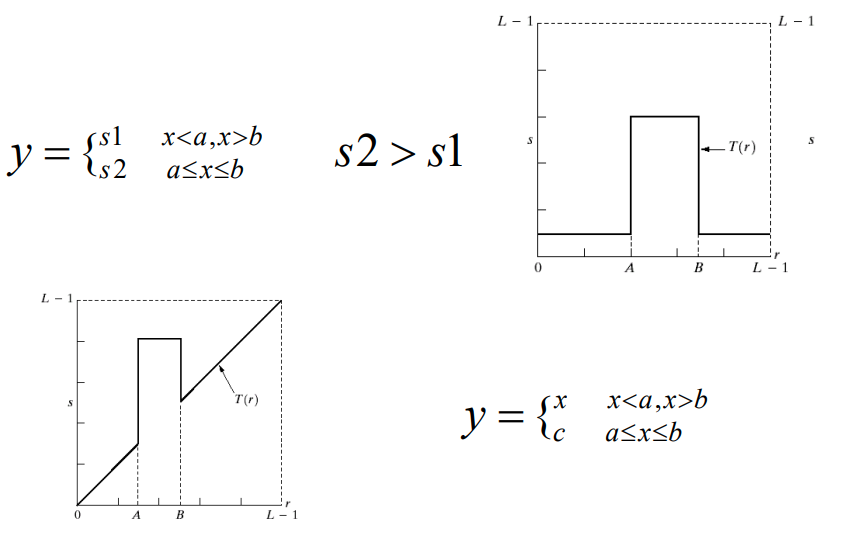 L − 1
L − 1
y = { s1 x<a,x>b
s2 a≤x≤b
s2 > s1
s
T(r)
s
r
0 A B L − 1
L − 1
s
T(r)
r
0 A B L − 1
y = { x x<a,x>b
c a≤x≤b